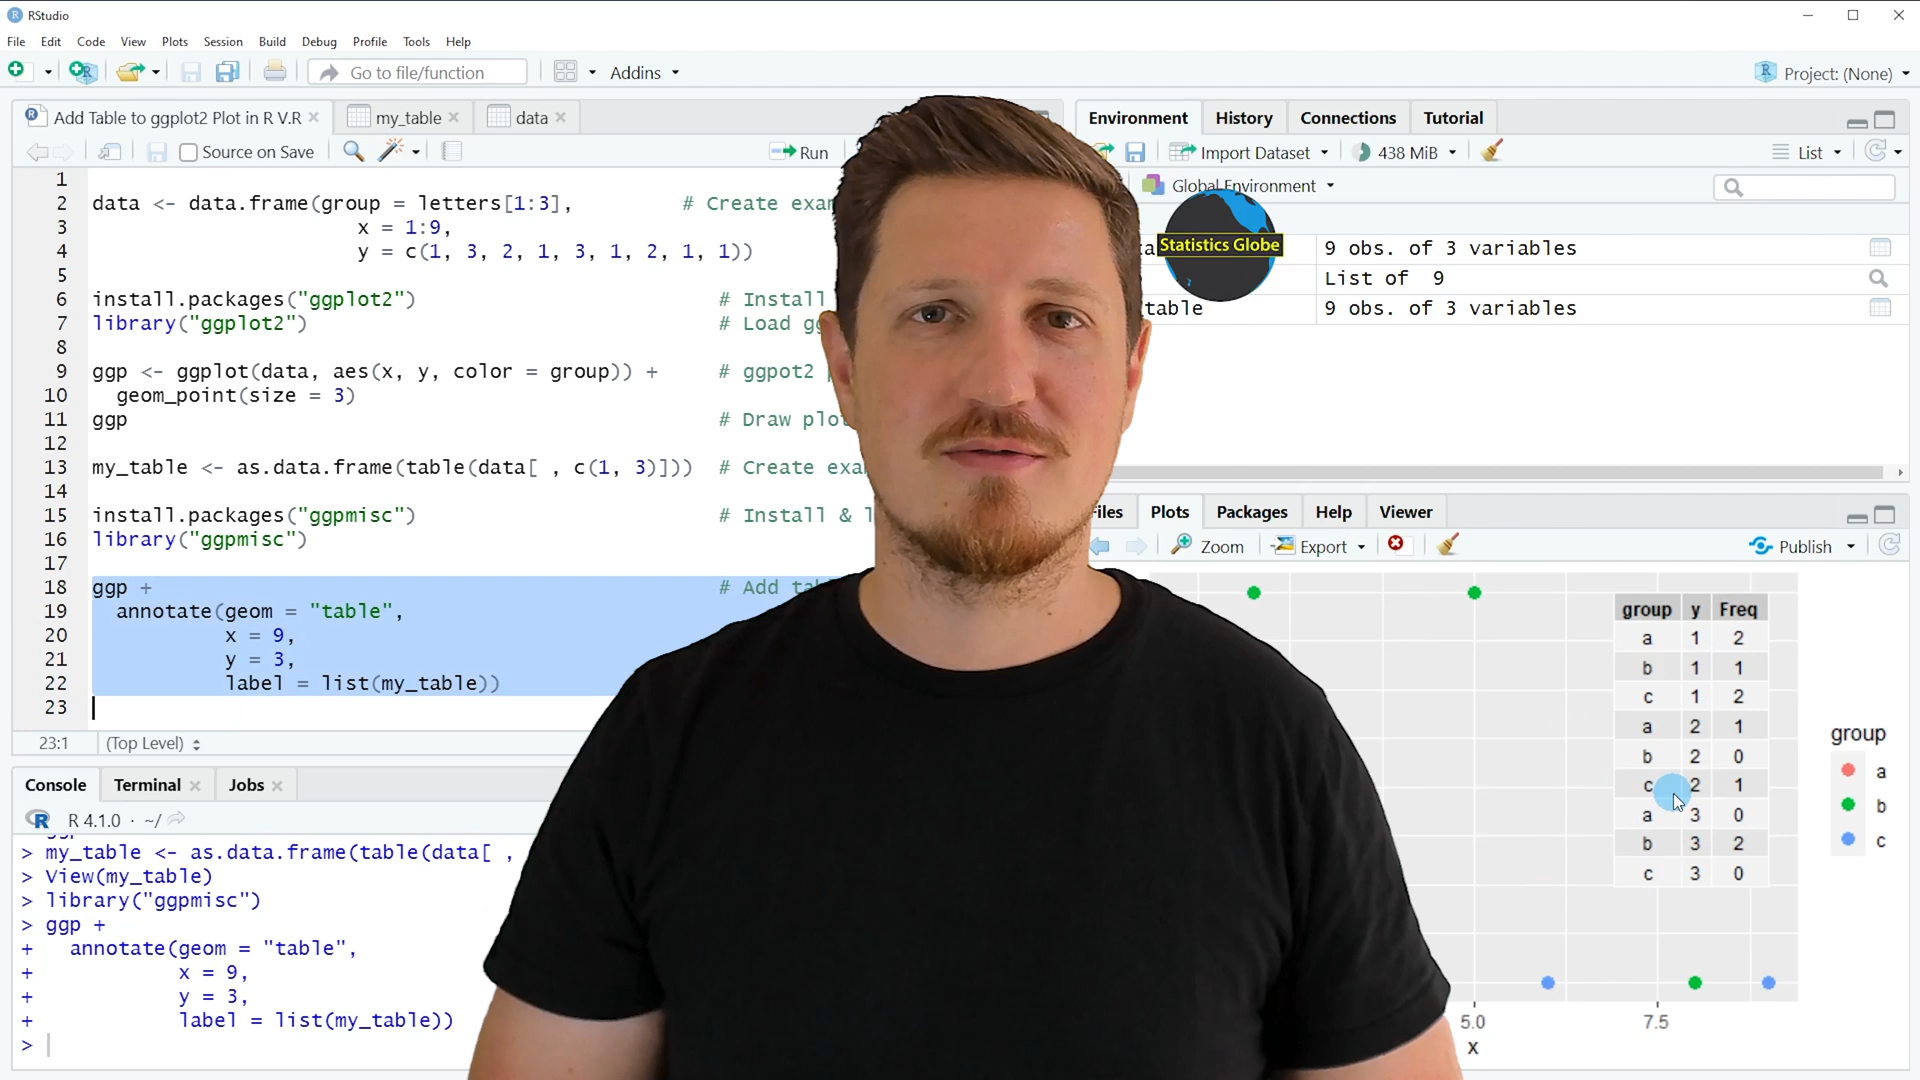 RStudio
File Edit Code View Plots Session Build Debug Profile Tools Help
Go to file/function Addins Project: (None)
Add Table to ggplot2 Plot in R V.R my_table data
Source on Save Run
1
2 data <- data.frame(group = letters[1:3], # Create
3 x = 1:9,
4 y = c(1, 3, 2, 1, 3, 1, 2, 1, 1))
5
6 install.packages("ggplot2") # Install
7 library("ggplot2") # Load
8
9 ggp <- ggplot(data, aes(x, y, color = group)) + # ggpot2
10 geom_point(size = 3)
11 ggp # Draw plot
12
13 my_table <- as.data.frame(table(data[ , c(1, 3)])) # Create
14
15 install.packages("ggpmisc") # Install &
16 library("ggpmisc")
17
18 ggp + # Add
19 annotate(geom = "table",
20 x = 9,
21 y = 3,
22 label = list(my_table))
23
23:1 (Top Level)
Console Terminal Jobs
R 4.1.0 · ~/
> my_table <- as.data.frame(table(data[ ,
> View(my_table)
> library("ggpmisc")
> ggp +
+ annotate(geom = "table",
+ x = 9,
+ y = 3,
+ label = list(my_table))
>
Environment History Connections Tutorial
Import Dataset 438 MiB List
Global Environment
Statistics Globe
9 obs. of 3 variables
List of 9
table 9 obs. of 3 variables
Files Plots Packages Help Viewer
Zoom Export Publish
group y Freq
a 1 2
b 1 1
c 1 2
a 2 1
b 2 0
c 2 1
a 3 0
b 3 2
c 3 0
group
a
b
c
5.0 7.5
x